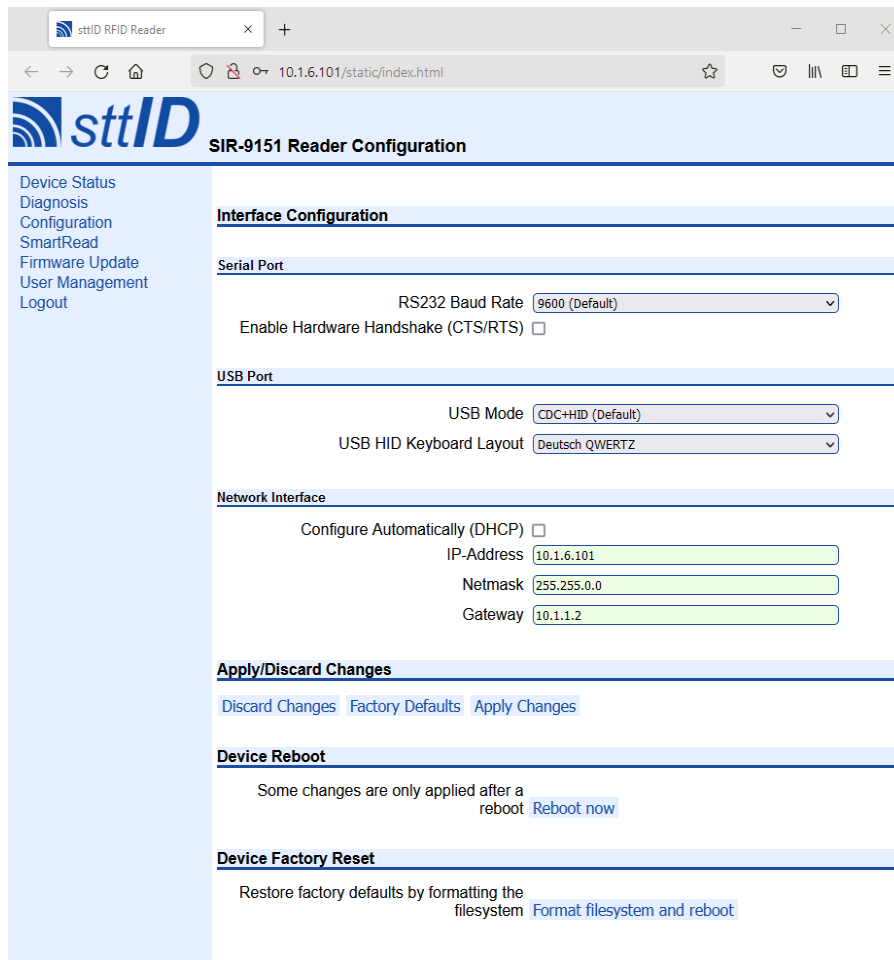 sttID RFID Reader
10.1.6.101/static/index.html
sttID
SIR-9151 Reader Configuration
Device Status
Diagnosis
Configuration
SmartRead
Firmware Update
User Management
Logout
Interface Configuration
Serial Port
RS232 Baud Rate 9600 (Default)
Enable Hardware Handshake (CTS/RTS)
USB Port
USB Mode CDC+HID (Default)
USB HID Keyboard Layout Deutsch QWERTZ
Network Interface
Configure Automatically (DHCP)
IP-Address 10.1.6.101
Netmask 255.255.0.0
Gateway 10.1.1.2
Apply/Discard Changes
Discard Changes Factory Defaults Apply Changes
Device Reboot
Some changes are only applied after a
reboot Reboot now
Device Factory Reset
Restore factory defaults by formatting the
filesystem Format filesystem and reboot